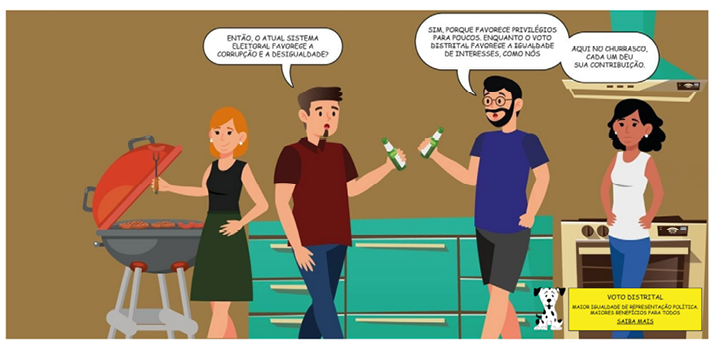 ENTÃO, O ATUAL SISTEMA
ELEITORAL FAVORECE A
CORRUPÇÃO E A DESIGUALDADE?
SIM, PORQUE FAVORECE PRIVILÉGIOS
PARA POUCOS. ENQUANTO O VOTO
DISTRITAL FAVORECE A IGUALDADE
DE INTERESSES, COMO NÓS
AQUI NO CHURRASCO,
CADA UM DEU
SUA CONTRIBUIÇÃO.
VOTO DISTRITAL
MAIOR IGUALDADE DE REPRESENTAÇÃO POLÍTICA
MAIORES BENEFÍCIOS PARA TODOS
SAIBA MAIS